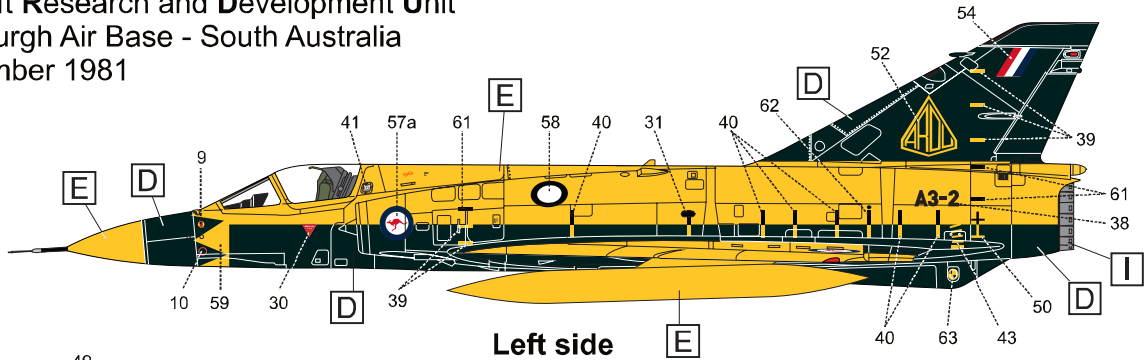 Research and Development Unit
urgh Air Base - South Australia
mber 1981
54
52
D
E
62
41
57a
61
58
40
31
40
39
9
D
E
ARDU
61
A3-2
38
I
10
59
30
D
39
E
40
63
43
50
D
Left side